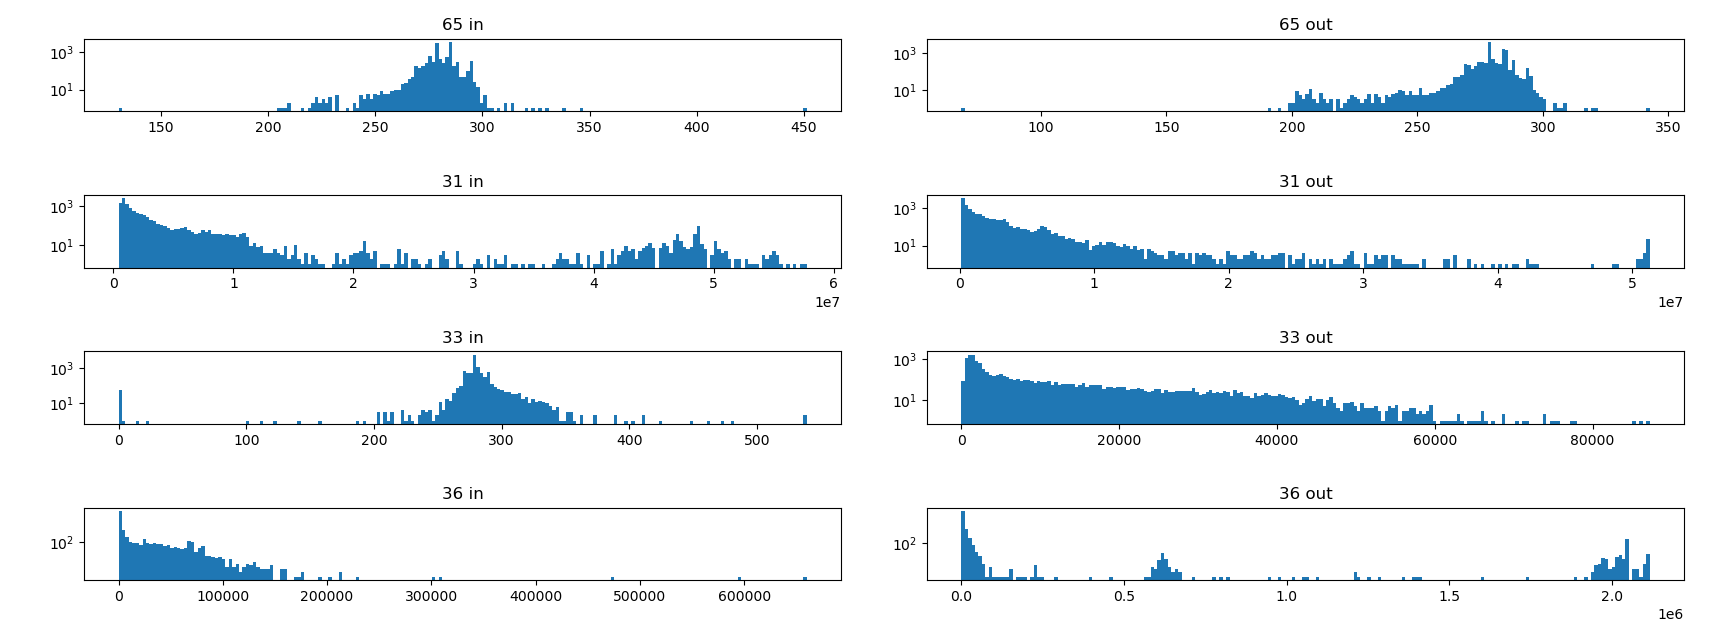 65 in
65 out
10³
10¹
150 200 250 300 350 400 450
10³
10¹
100 150 200 250 300 350
31 in
31 out
10³
10¹
0 1 2 3 4 5 6
1e7
10³
10¹
0 1 2 3 4 5
1e7
33 in
33 out
10³
10¹
0 100 200 300 400 500
10³
10¹
0 20000 40000 60000 80000
36 in
36 out
10²
0 100000 200000 300000 400000 500000 600000
10²
0.0 0.5 1.0 1.5 2.0
1e6